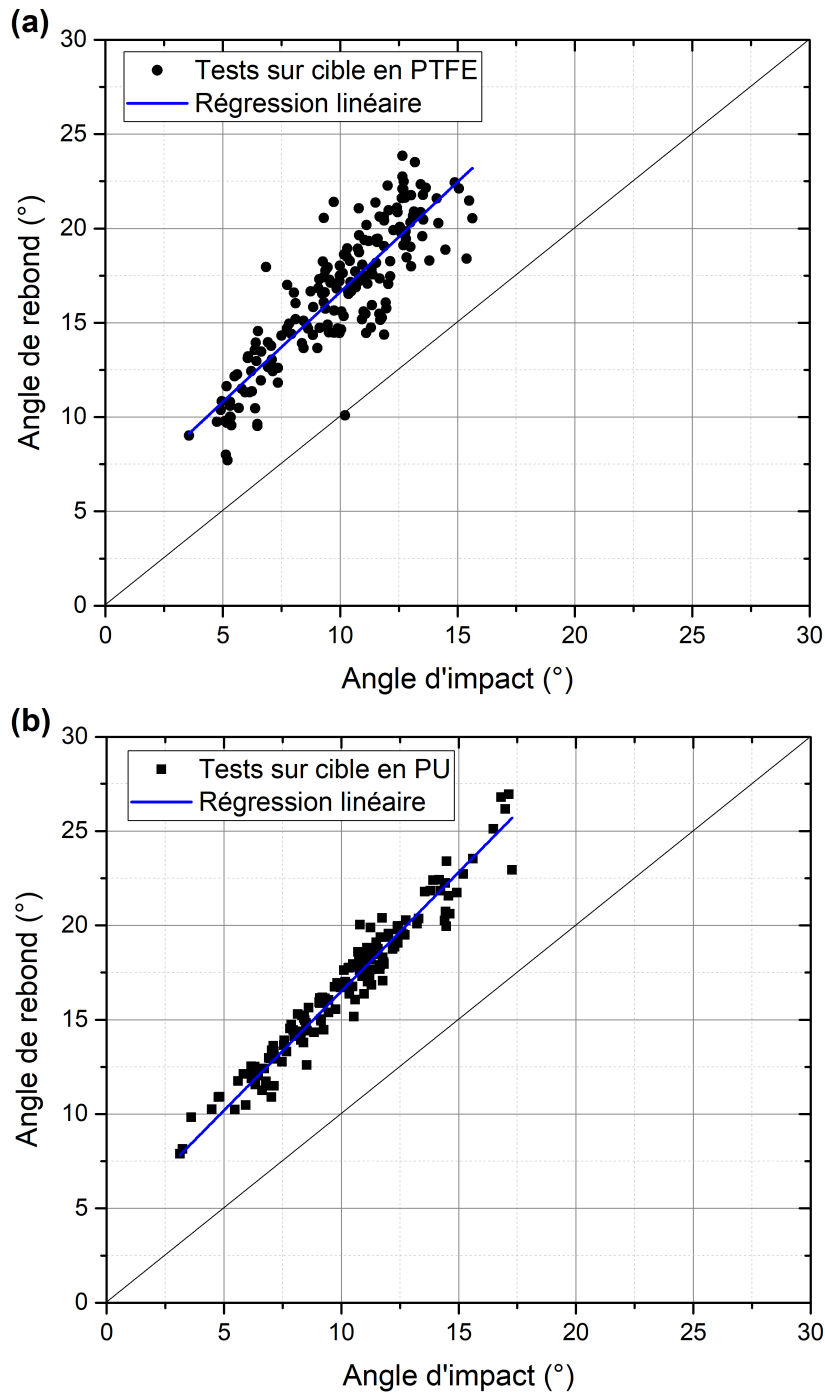 (a)
30
25
20
15
10
5
0
Angle de rebond (°)
Tests sur cible en PTFE
Régression linéaire
0 5 10 15 20 25 30
Angle d'impact (°)
(b)
30
25
20
15
10
5
0
Angle de rebond (°)
Tests sur cible en PU
Régression linéaire
0 5 10 15 20 25 30
Angle d'impact (°)